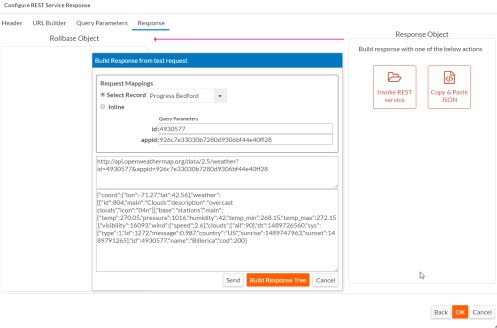 Configure REST Service Response
Header URL Builder Query Parameters Response
Rollbase Object
Response Object
Build response with one of the below actions
Invoke REST service
Copy & Paste JSON
Build Response from test request
Request Mappings
Select Record Progress Bedford
Inline
Query Parameters
id: 4930577
appid: 926c7e33030b7280d9306bf44e40ff28
http://api.openweathermap.org/data/2.5/weather?
id=4930577&appid=926c7e33030b7280d9306bf44e40ff28
{"coord":{"lon":-71.27,"lat":42.56},"weather":
[{"id":804,"main":"Clouds","description":"overcast
clouds","icon":"04n"}],"base":"stations","main":
{"temp":270.05,"pressure":1016,"humidity":42,"temp_min":268.15,"temp_max":272.15
},"visibility":16093,"wind":{"speed":2.6},"clouds":{"all":90},"dt":1489726560,"sys":
{"type":1,"id":1272,"message":0.987,"country":"US","sunrise":1489747963,"sunset":14
89791265},"id":4930577,"name":"Billerica","cod":200}
Send Build Response Tree Cancel
Back OK Cancel